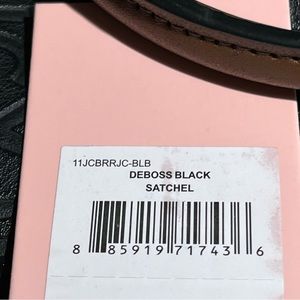 11JCBRRJC-BLB
DEBOSS BLACK
SATCHEL
8 85919 71743 6